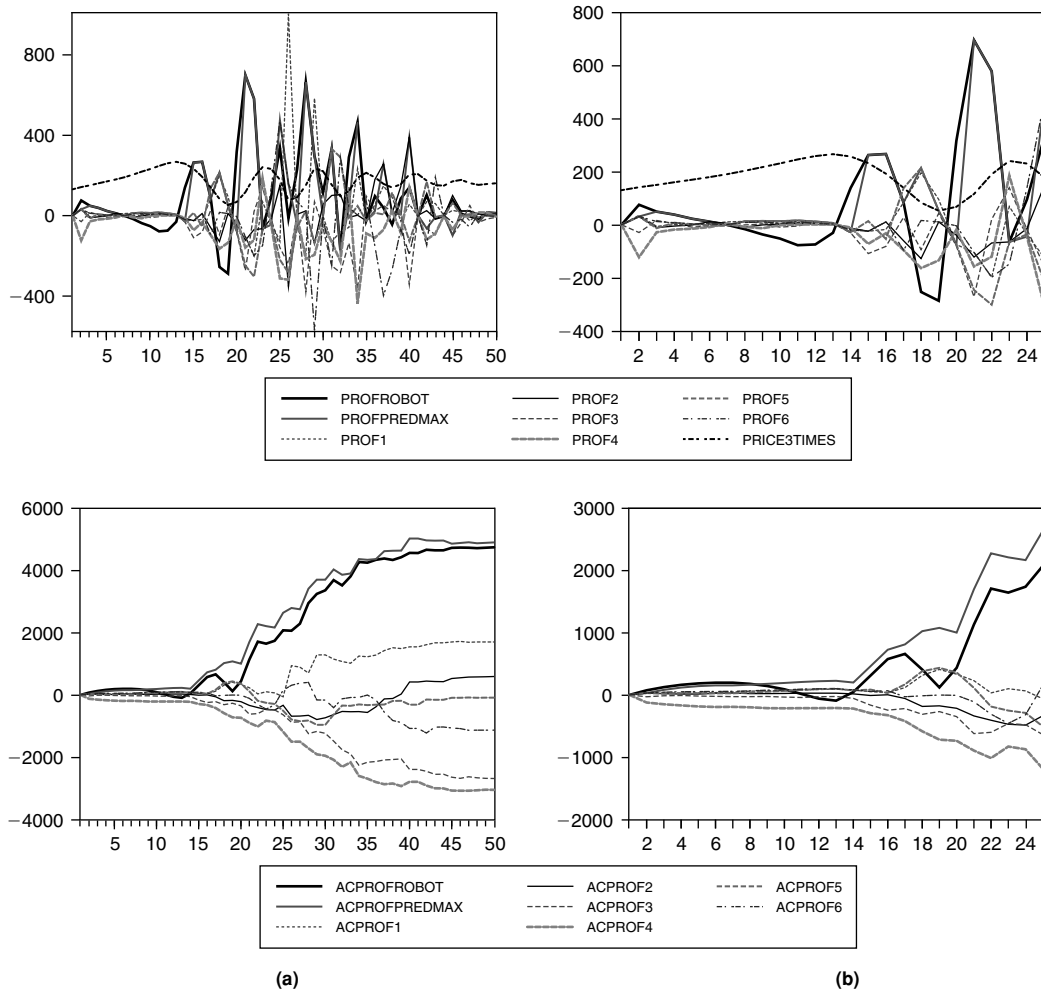 800
400
0
−400
5 10 15 20 25 30 35 40 45 50
800
600
400
200
0
−200
−400
2 4 6 8 10 12 14 16 18 20 22 24
PROFROBOT PROF2 PROF5
PROFPREDMAX PROF3 PROF6
PROF1 PROF4 PRICE3TIMES
6000
4000
2000
0
−2000
−4000
5 10 15 20 25 30 35 40 45 50
3000
2000
1000
0
−1000
−2000
2 4 6 8 10 12 14 16 18 20 22 24
ACPROFROBOT ACPROF2 ACPROF5
ACPROFPREDMAX ACPROF3 ACPROF6
ACPROF1 ACPROF4
(a) (b)